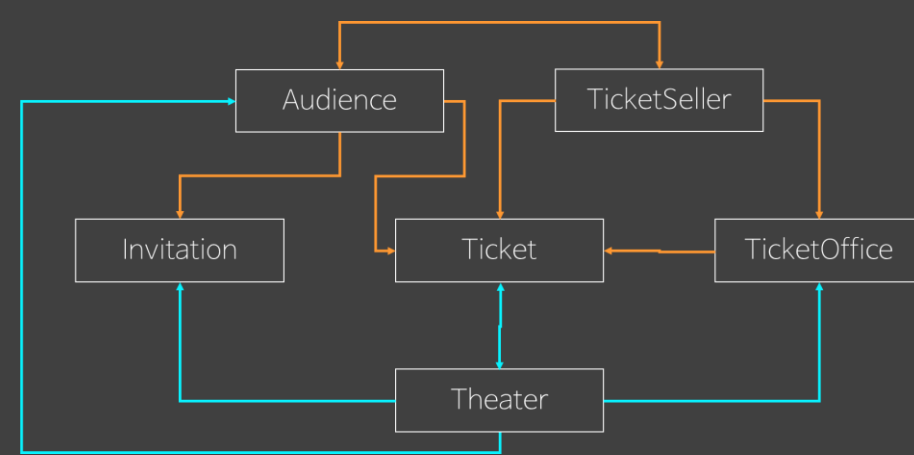 Audience
TicketSeller
Invitation
Ticket
TicketOffice
Theater